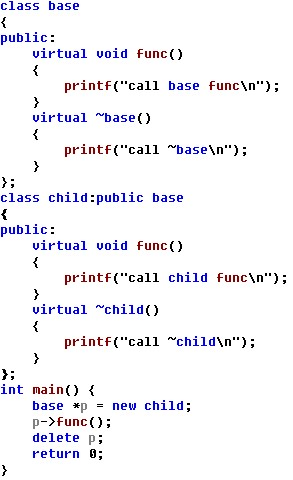 class base
{
public:
    virtual void func()
    {
        printf("call base func\n");
    }
    virtual ~base()
    {
        printf("call ~base\n");
    }
};
class child:public base
{
public:
    virtual void func()
    {
        printf("call child func\n");
    }
    virtual ~child()
    {
        printf("call ~child\n");
    }
};
int main() {
    base *p = new child;
    p->func();
    delete p;
    return 0;
}